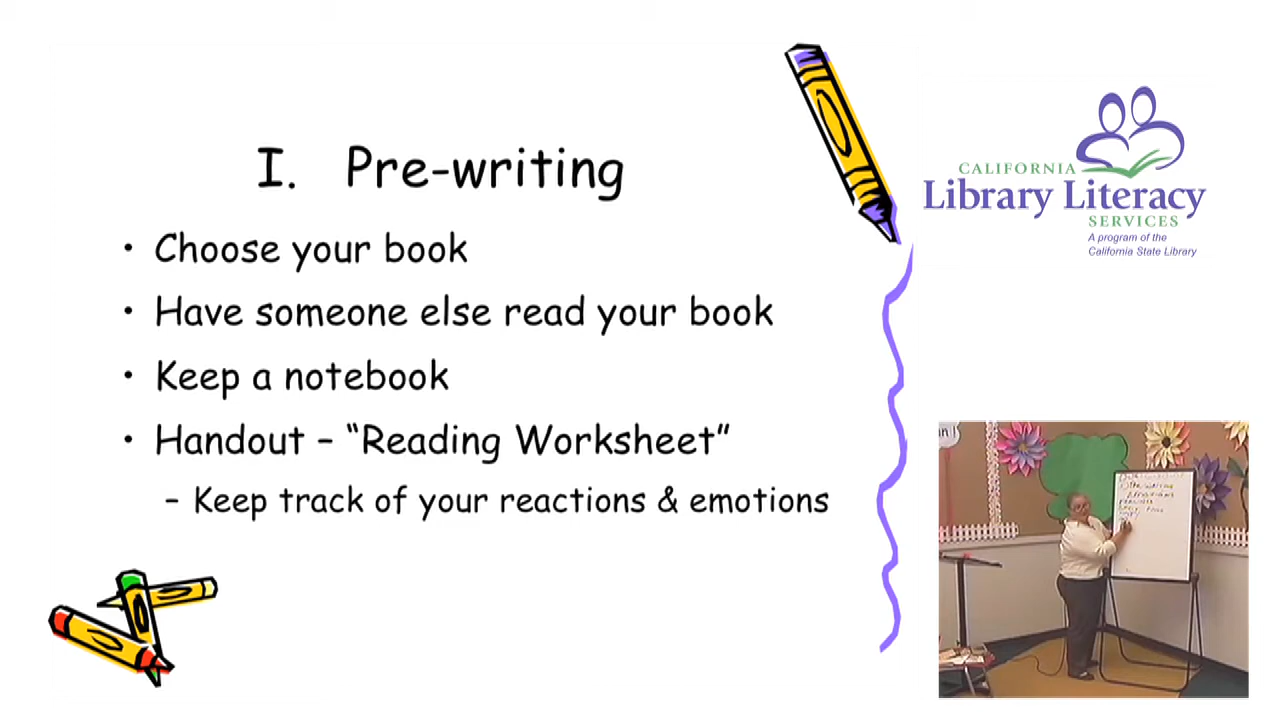 I. Pre-writing
• Choose your book
• Have someone else read your book
• Keep a notebook
• Handout – “Reading Worksheet”
– Keep track of your reactions & emotions
CALIFORNIA
Library Literacy
SERVICES
A program of the
California State Library